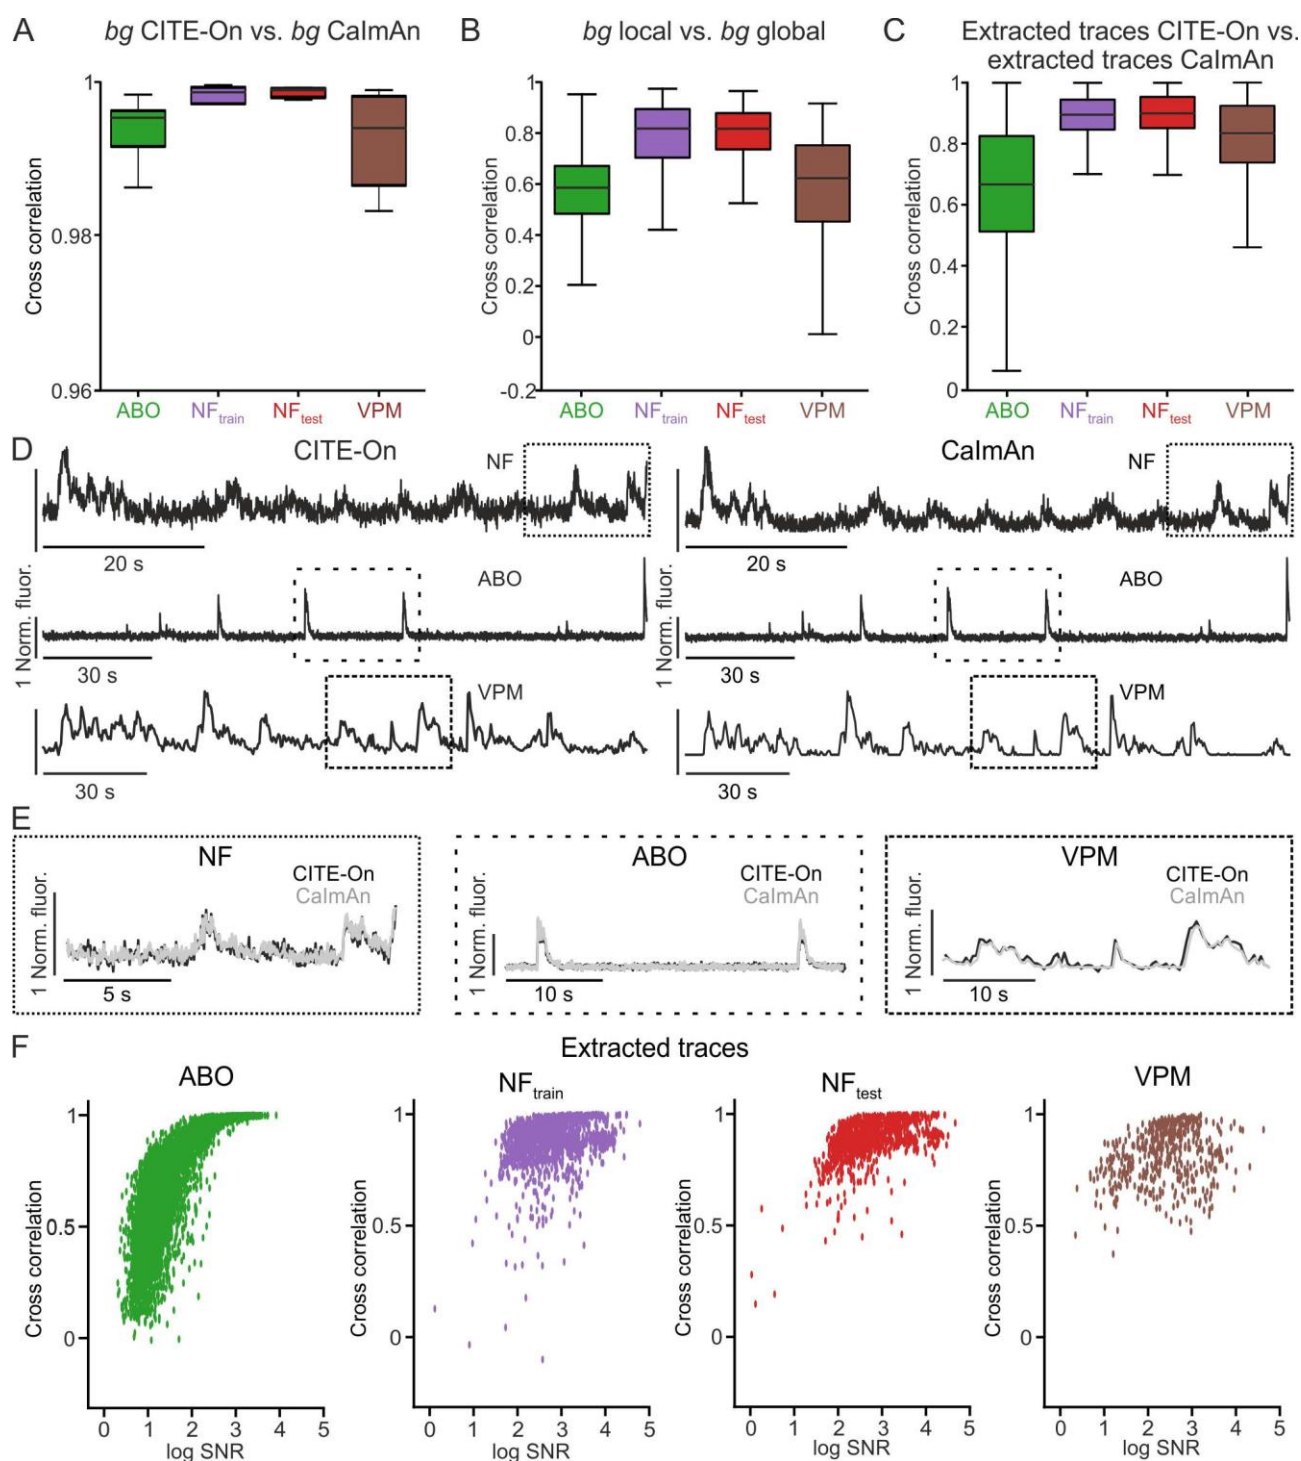 A
bg CITE-On vs. bg CaImAn
B
bg local vs. bg global
C
Extracted traces CITE-On vs.
extracted traces CaImAn
Cross correlation
1
0.98
0.96
ABO
NFtrain
NFtest
VPM
Cross correlation
1
0.8
0.6
0.4
0.2
0
-0.2
ABO
NFtrain
NFtest
VPM
Cross correlation
1
0.8
0.6
0.4
0.2
0
ABO
NFtrain
NFtest
VPM
D
CITE-On
NF
20 s
ABO
1 Norm. fluor.
30 s
VPM
30 s
CaImAn
NF
20 s
ABO
1 Norm. fluor.
30 s
VPM
30 s
E
NF
CITE-On
CaImAn
1 Norm. fluor.
5 s
ABO
CITE-On
CaImAn
1 Norm. fluor.
10 s
VPM
CITE-On
CaImAn
1 Norm. fluor.
10 s
F
Extracted traces
ABO
Cross correlation
1
0.5
0
0 1 2 3 4 5
log SNR
NFtrain
Cross correlation
1
0.5
0
0 1 2 3 4 5
log SNR
NFtest
Cross correlation
1
0.5
0
0 1 2 3 4 5
log SNR
VPM
Cross correlation
1
0.5
0
0 1 2 3 4 5
log SNR